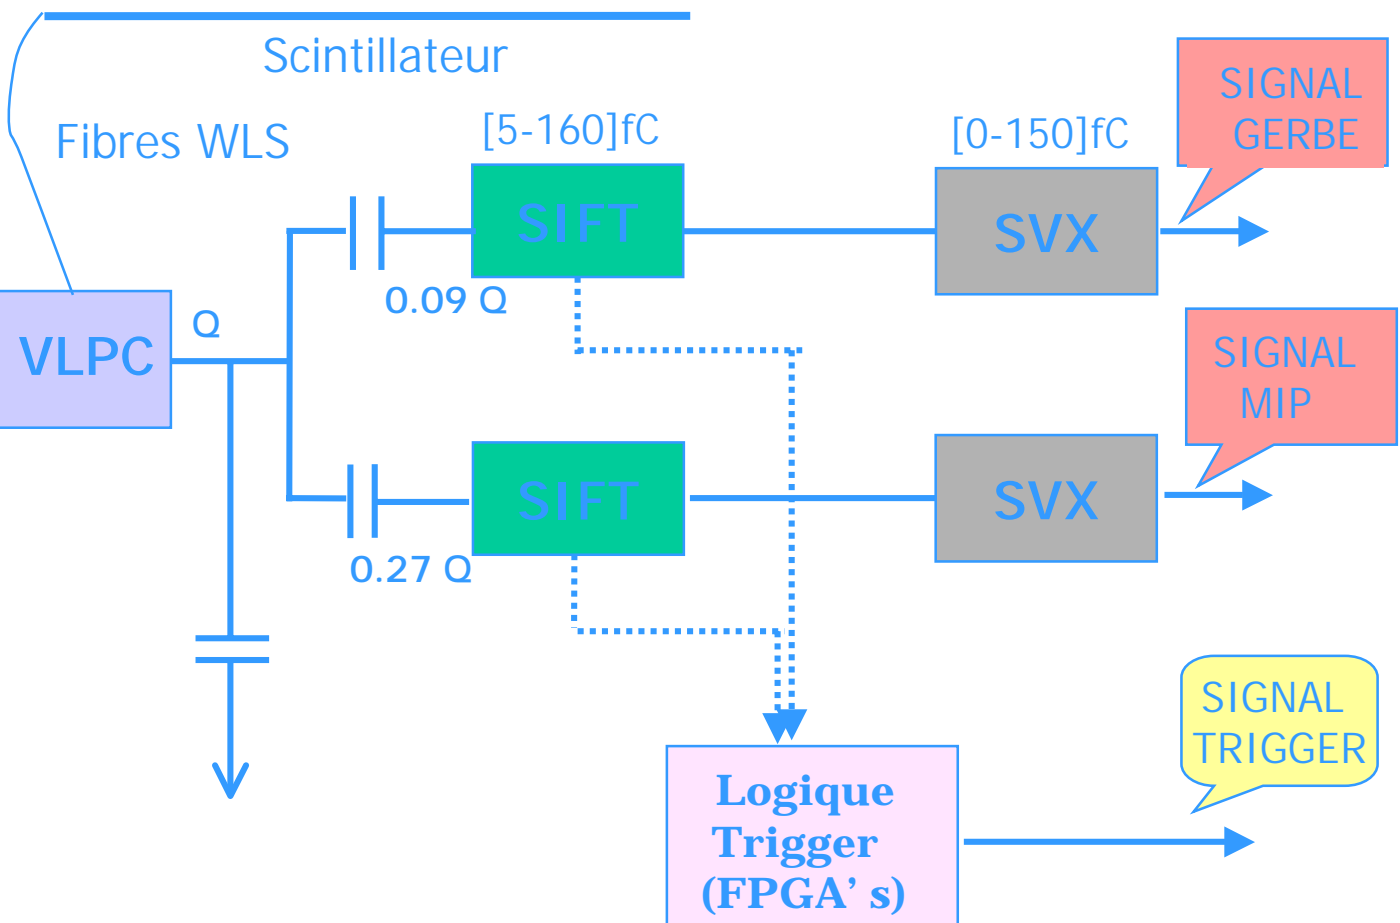 Scintillateur
Fibres WLS
[5-160]fC
[0-150]fC
SIGNAL
GERBE
SIFT
SVX
0.09 Q
Q
VLPC
SIGNAL
MIP
SIFT
SVX
0.27 Q
SIGNAL
TRIGGER
Logique
Trigger
(FPGA' s)